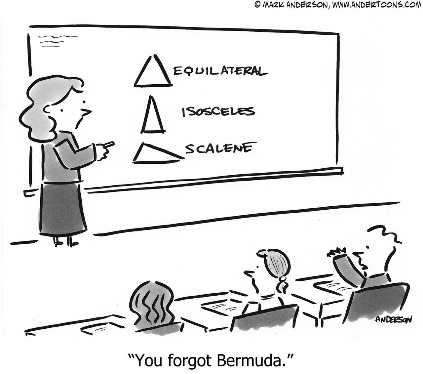 © MARK ANDERSON, WWW.ANDERTOONS.COM
EQUILATERAL
ISOSCELES
SCALENE
ANDERSON
"You forgot Bermuda."